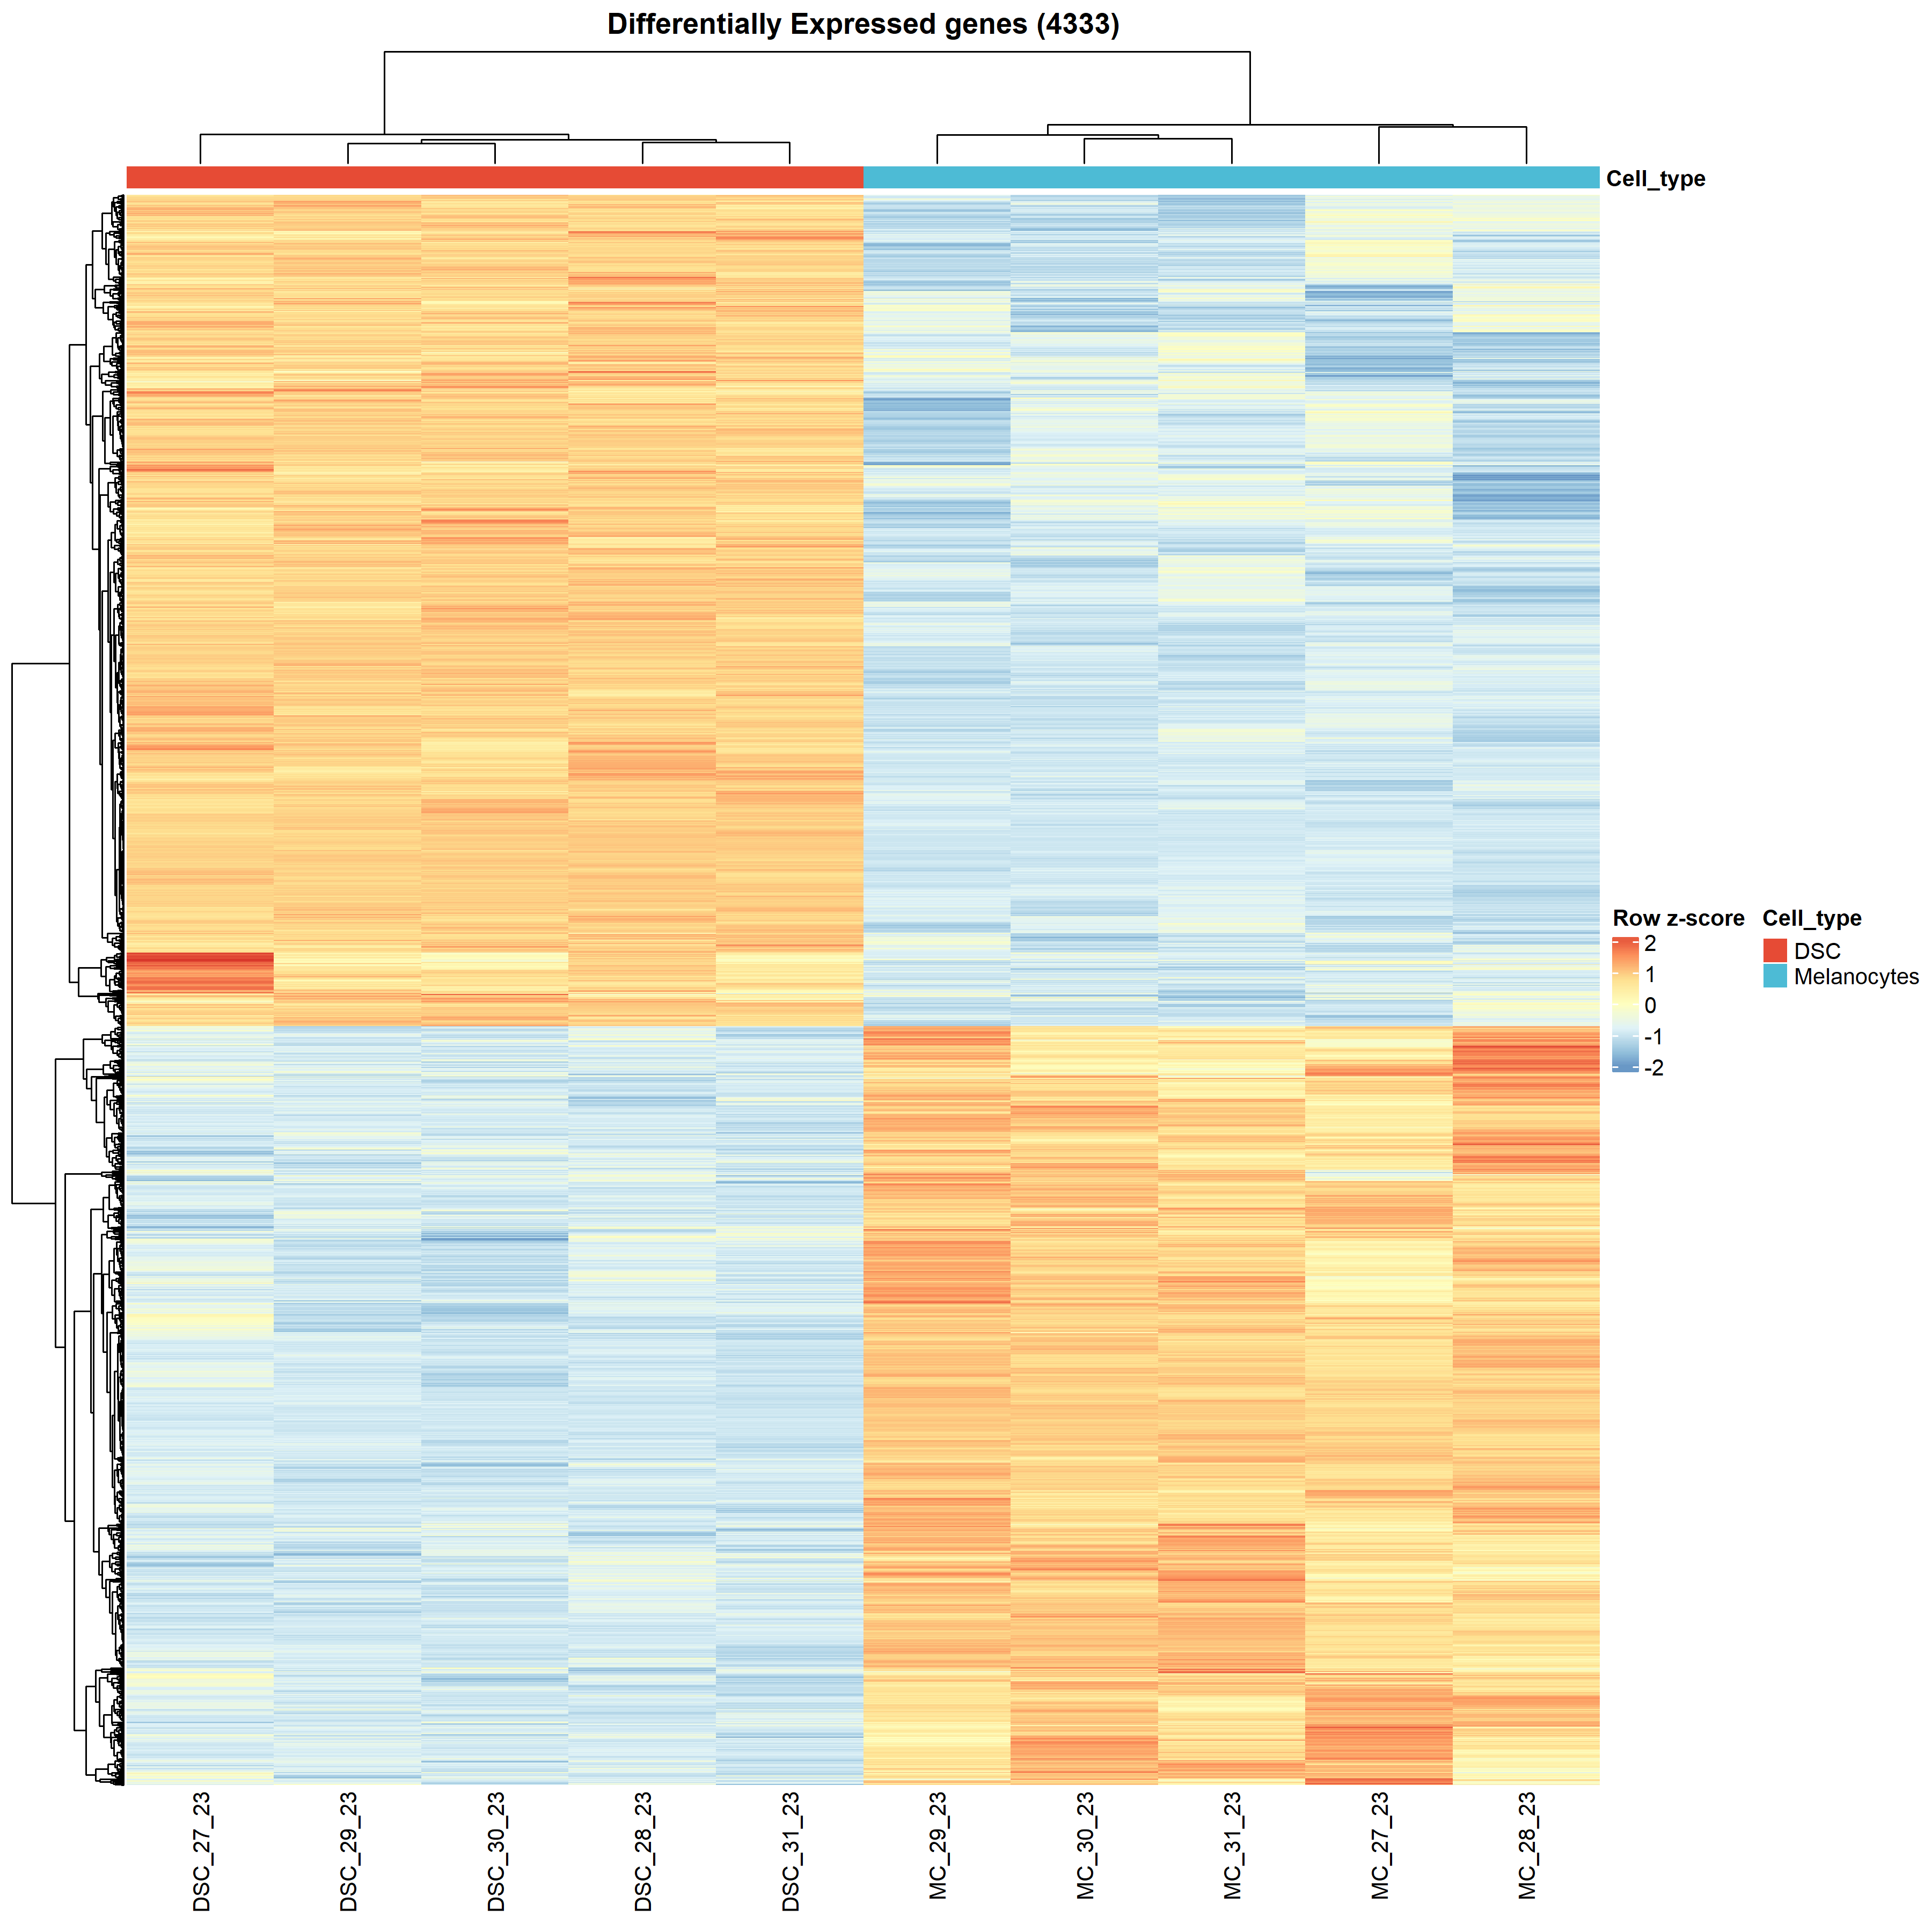 Differentially Expressed genes (4333)
Cell_type
Row z-score
2
1
0
-1
-2
Cell_type
DSC
Melanocytes
DSC_27_23
DSC_29_23
DSC_30_23
DSC_28_23
DSC_31_23
MC_29_23
MC_30_23
MC_31_23
MC_27_23
MC_28_23